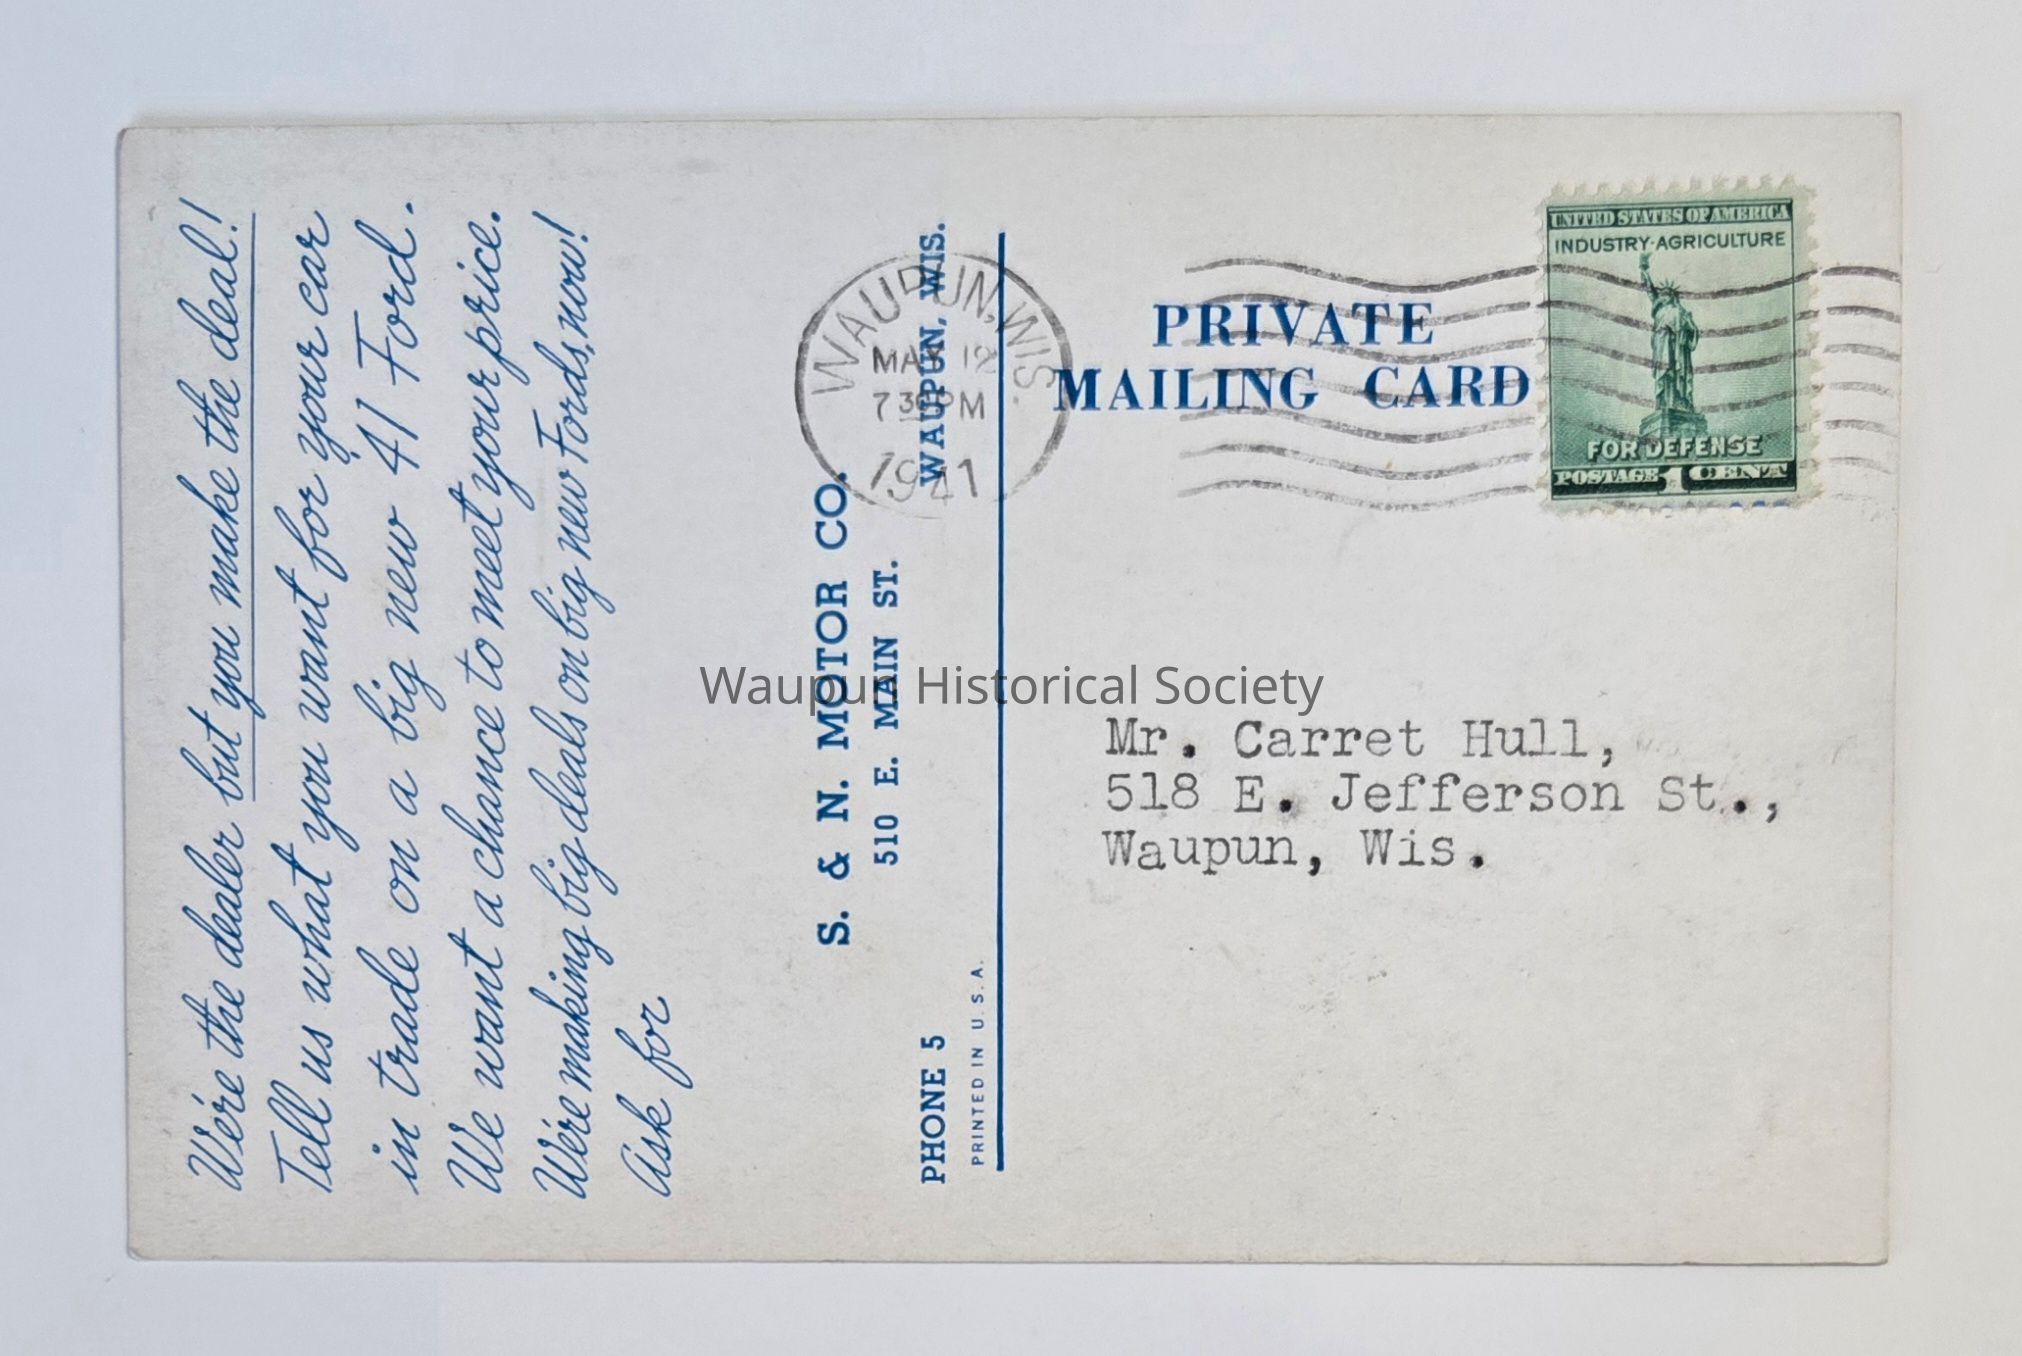 We're the dealer but you make the deal!
Tell us what you want for your car
in trade on a big new 41 Ford.
We want a chance to meet your price.
We're making big deals on big new Fords, now!
Ask for
S. & N. MOTOR CO.
510 E. MAIN ST.
PHONE 5 WAUPUN, WIS.
PRINTED IN U. S. A.
WAUPUN, WIS.
MAR 12
7 30 PM
1941
PRIVATE
MAILING CARD
UNITED STATES OF AMERICA
INDUSTRY·AGRICULTURE
FOR DEFENSE
POSTAGE 1 CENT
Waupun Historical Society
Mr. Carret Hull,
518 E. Jefferson St.,
Waupun, Wis.